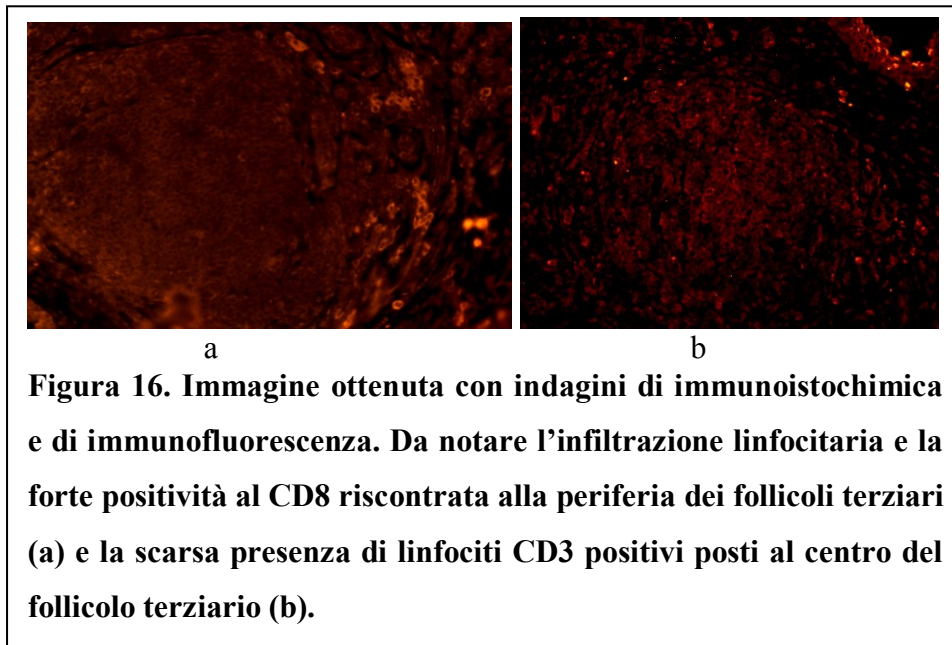 a b
Figura 16. Immagine ottenuta con indagini di immunoistochimica
e di immunofluorescenza. Da notare l’infiltrazione linfocitaria e la
forte positività al CD8 riscontrata alla periferia dei follicoli terziari
(a) e la scarsa presenza di linfociti CD3 positivi posti al centro del
follicolo terziario (b).